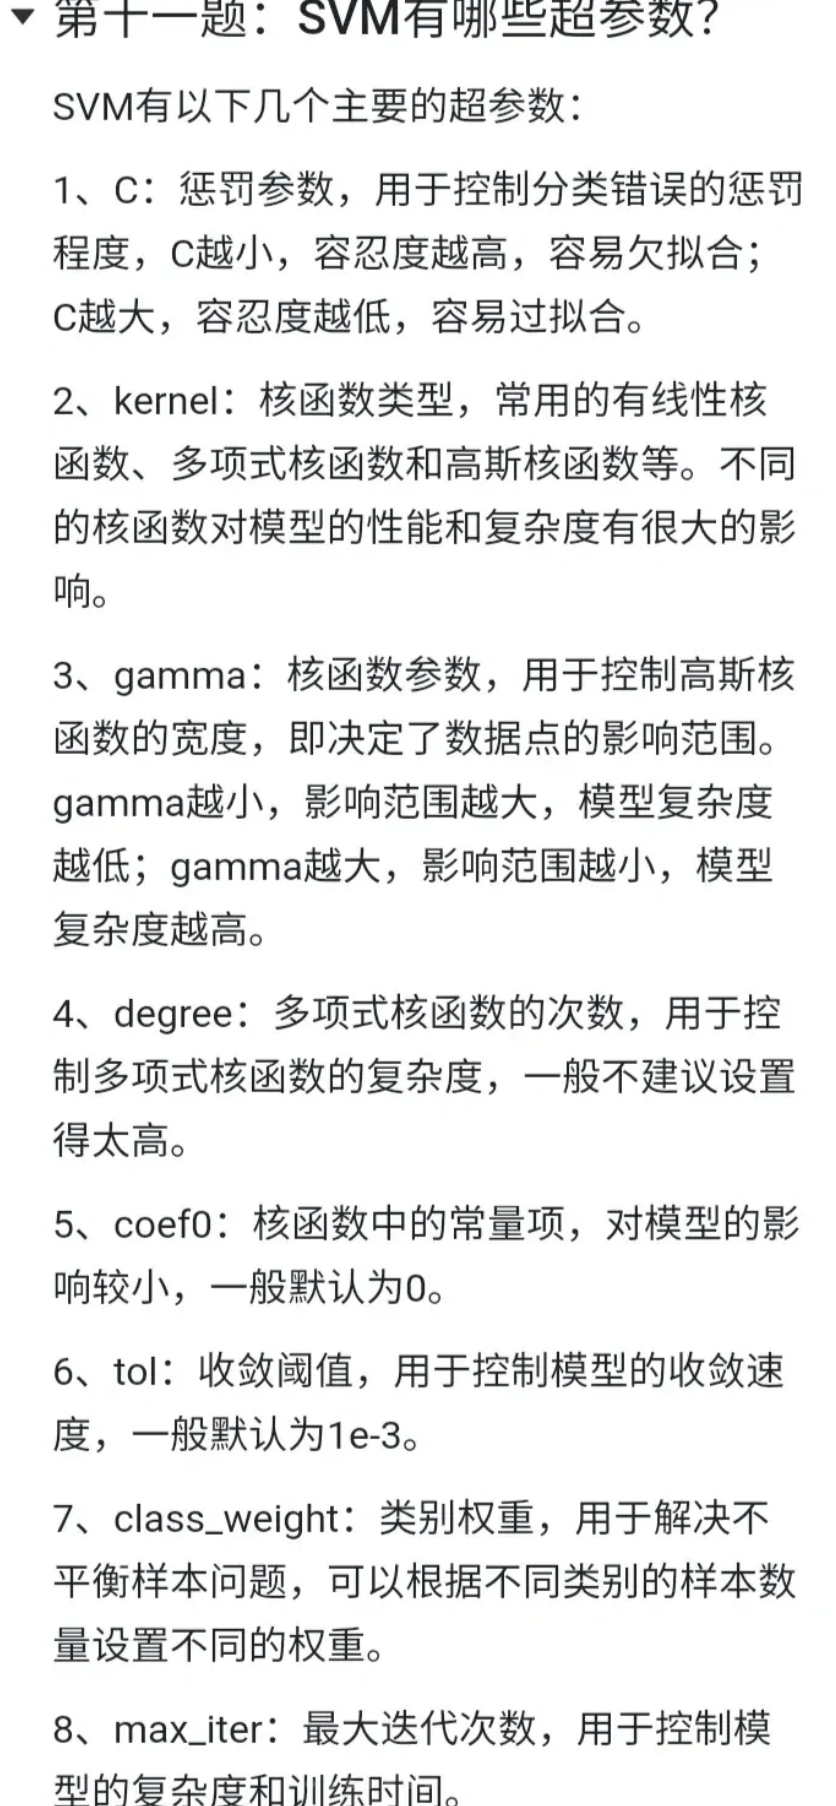 第十一题：SVM有哪些超参数？
SVM有以下几个主要的超参数：
1、C：惩罚参数，用于控制分类错误的惩罚
程度，C越小，容忍度越高，容易欠拟合；
C越大，容忍度越低，容易过拟合。
2、kernel：核函数类型，常用的有线性核
函数、多项式核函数和高斯核函数等。不同
的核函数对模型的性能和复杂度有很大的影
响。
3、gamma：核函数参数，用于控制高斯核
函数的宽度，即决定了数据点的影响范围。
gamma越小，影响范围越大，模型复杂度
越低；gamma越大，影响范围越小，模型
复杂度越高。
4、degree：多项式核函数的次数，用于控
制多项式核函数的复杂度，一般不建议设置
得太高。
5、coef0：核函数中的常量项，对模型的影
响较小，一般默认为0。
6、tol：收敛阈值，用于控制模型的收敛速
度，一般默认为1e-3。
7、class_weight：类别权重，用于解决不
平衡样本问题，可以根据不同类别的样本数
量设置不同的权重。
8、max_iter：最大迭代次数，用于控制模
型的复杂度和训练时间。